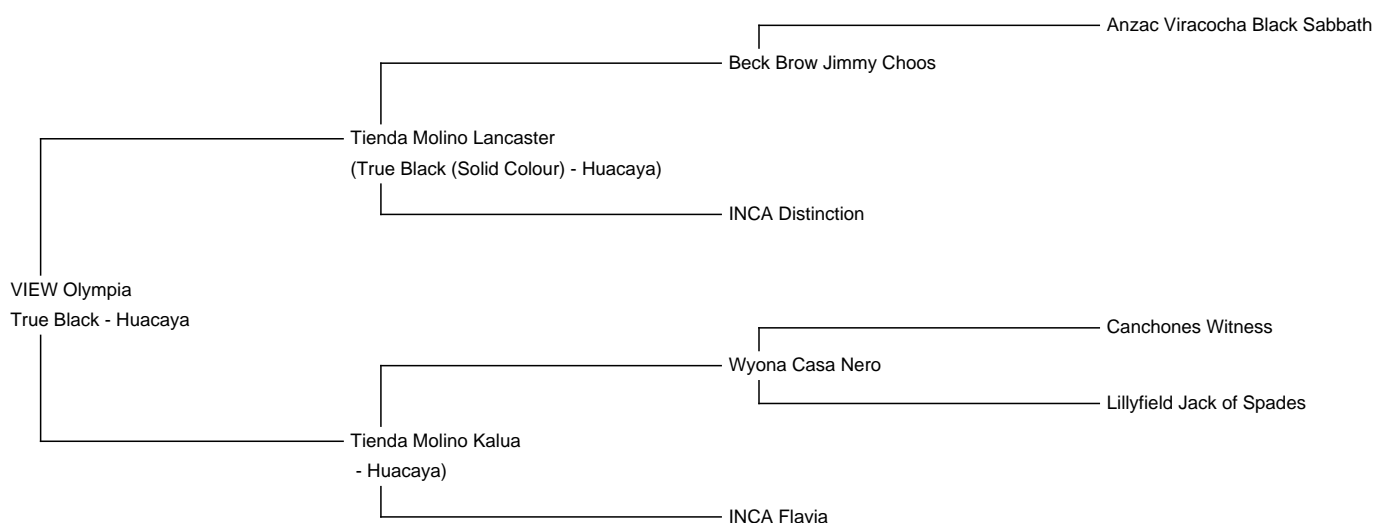 Anzac Viracocha Black Sabbath
Beck Brow Jimmy Choos
Tienda Molino Lancaster
(True Black (Solid Colour) - Huacaya)
INCA Distinction
VIEW Olympia
True Black - Huacaya
Canchones Witness
Wyona Casa Nero
Lillyfield Jack of Spades
Tienda Molino Kalua
- Huacaya)
INCA Flavia